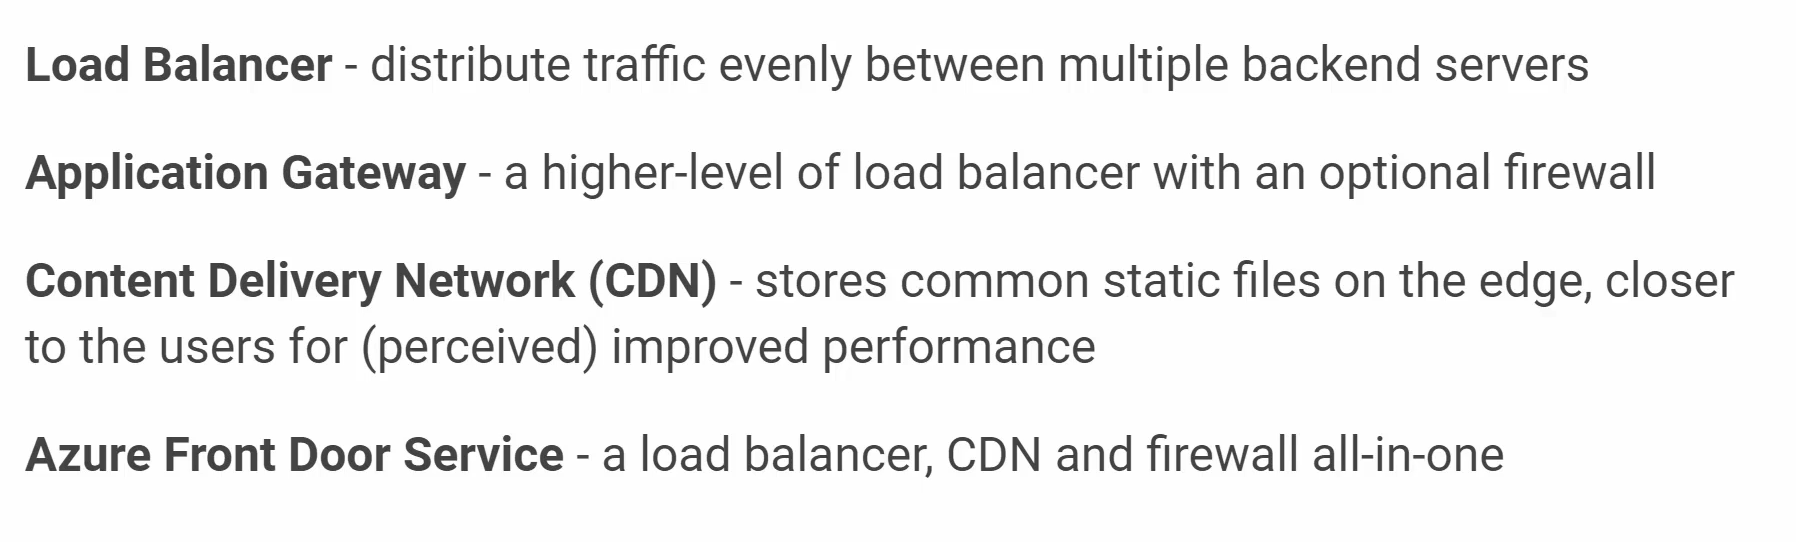 Load Balancer - distribute traffic evenly between multiple backend servers
Application Gateway - a higher-level of load balancer with an optional firewall
Content Delivery Network (CDN) - stores common static files on the edge, closer
to the users for (perceived) improved performance
Azure Front Door Service - a load balancer, CDN and firewall all-in-one